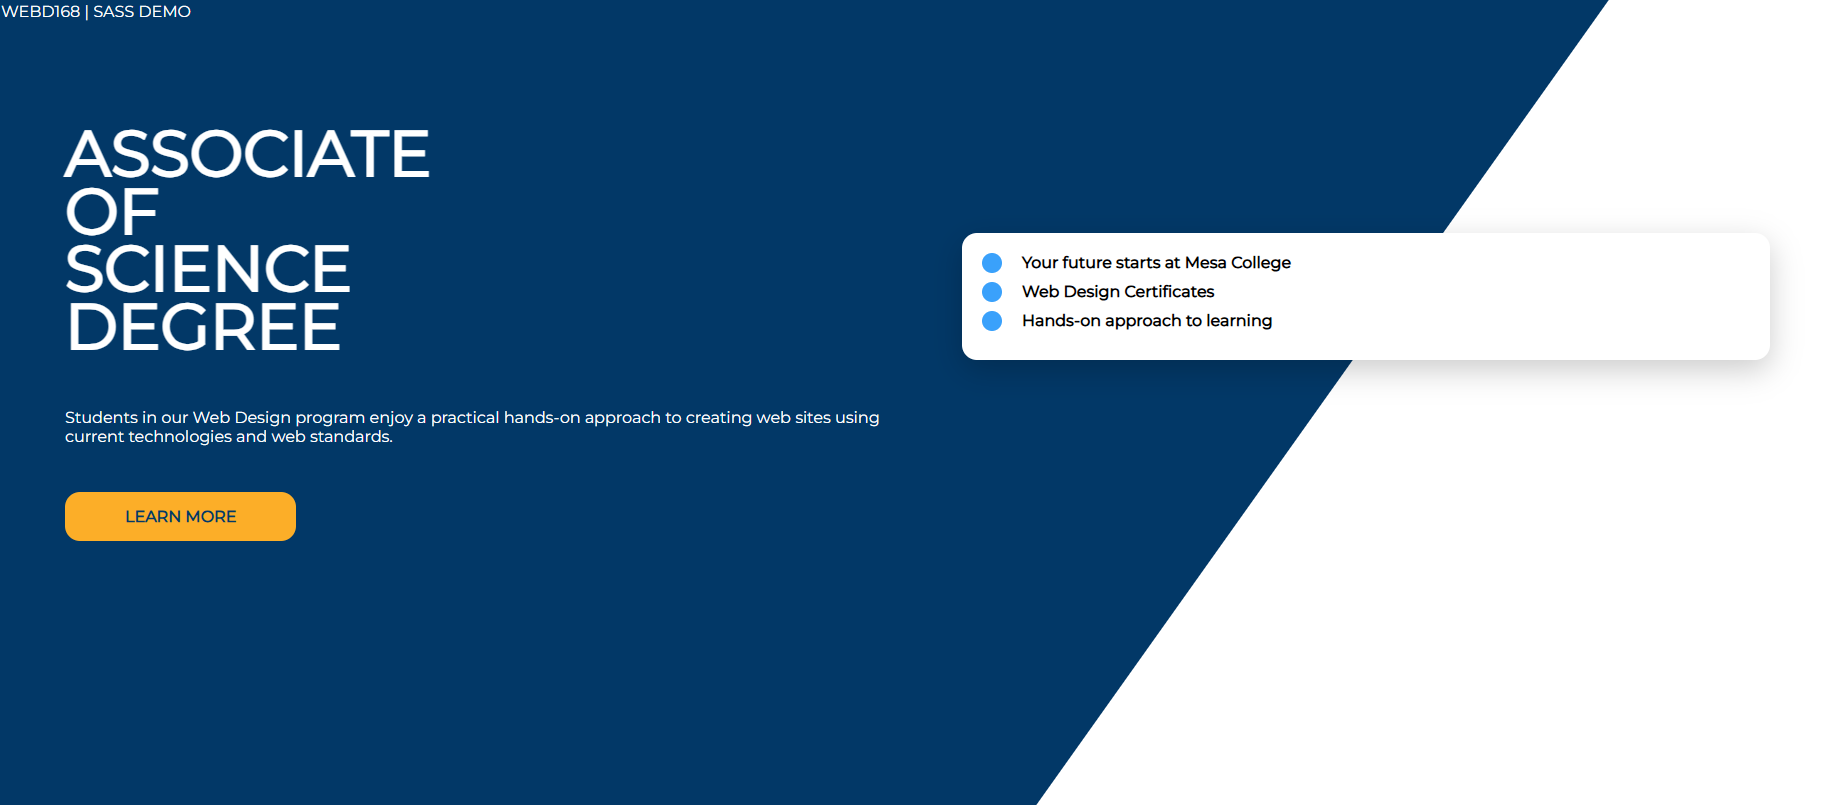 WEBD168 | SASS DEMO
ASSOCIATE
OF
SCIENCE
DEGREE
Students in our Web Design program enjoy a practical hands-on approach to creating web sites using
current technologies and web standards.
LEARN MORE
Your future starts at Mesa College
Web Design Certificates
Hands-on approach to learning